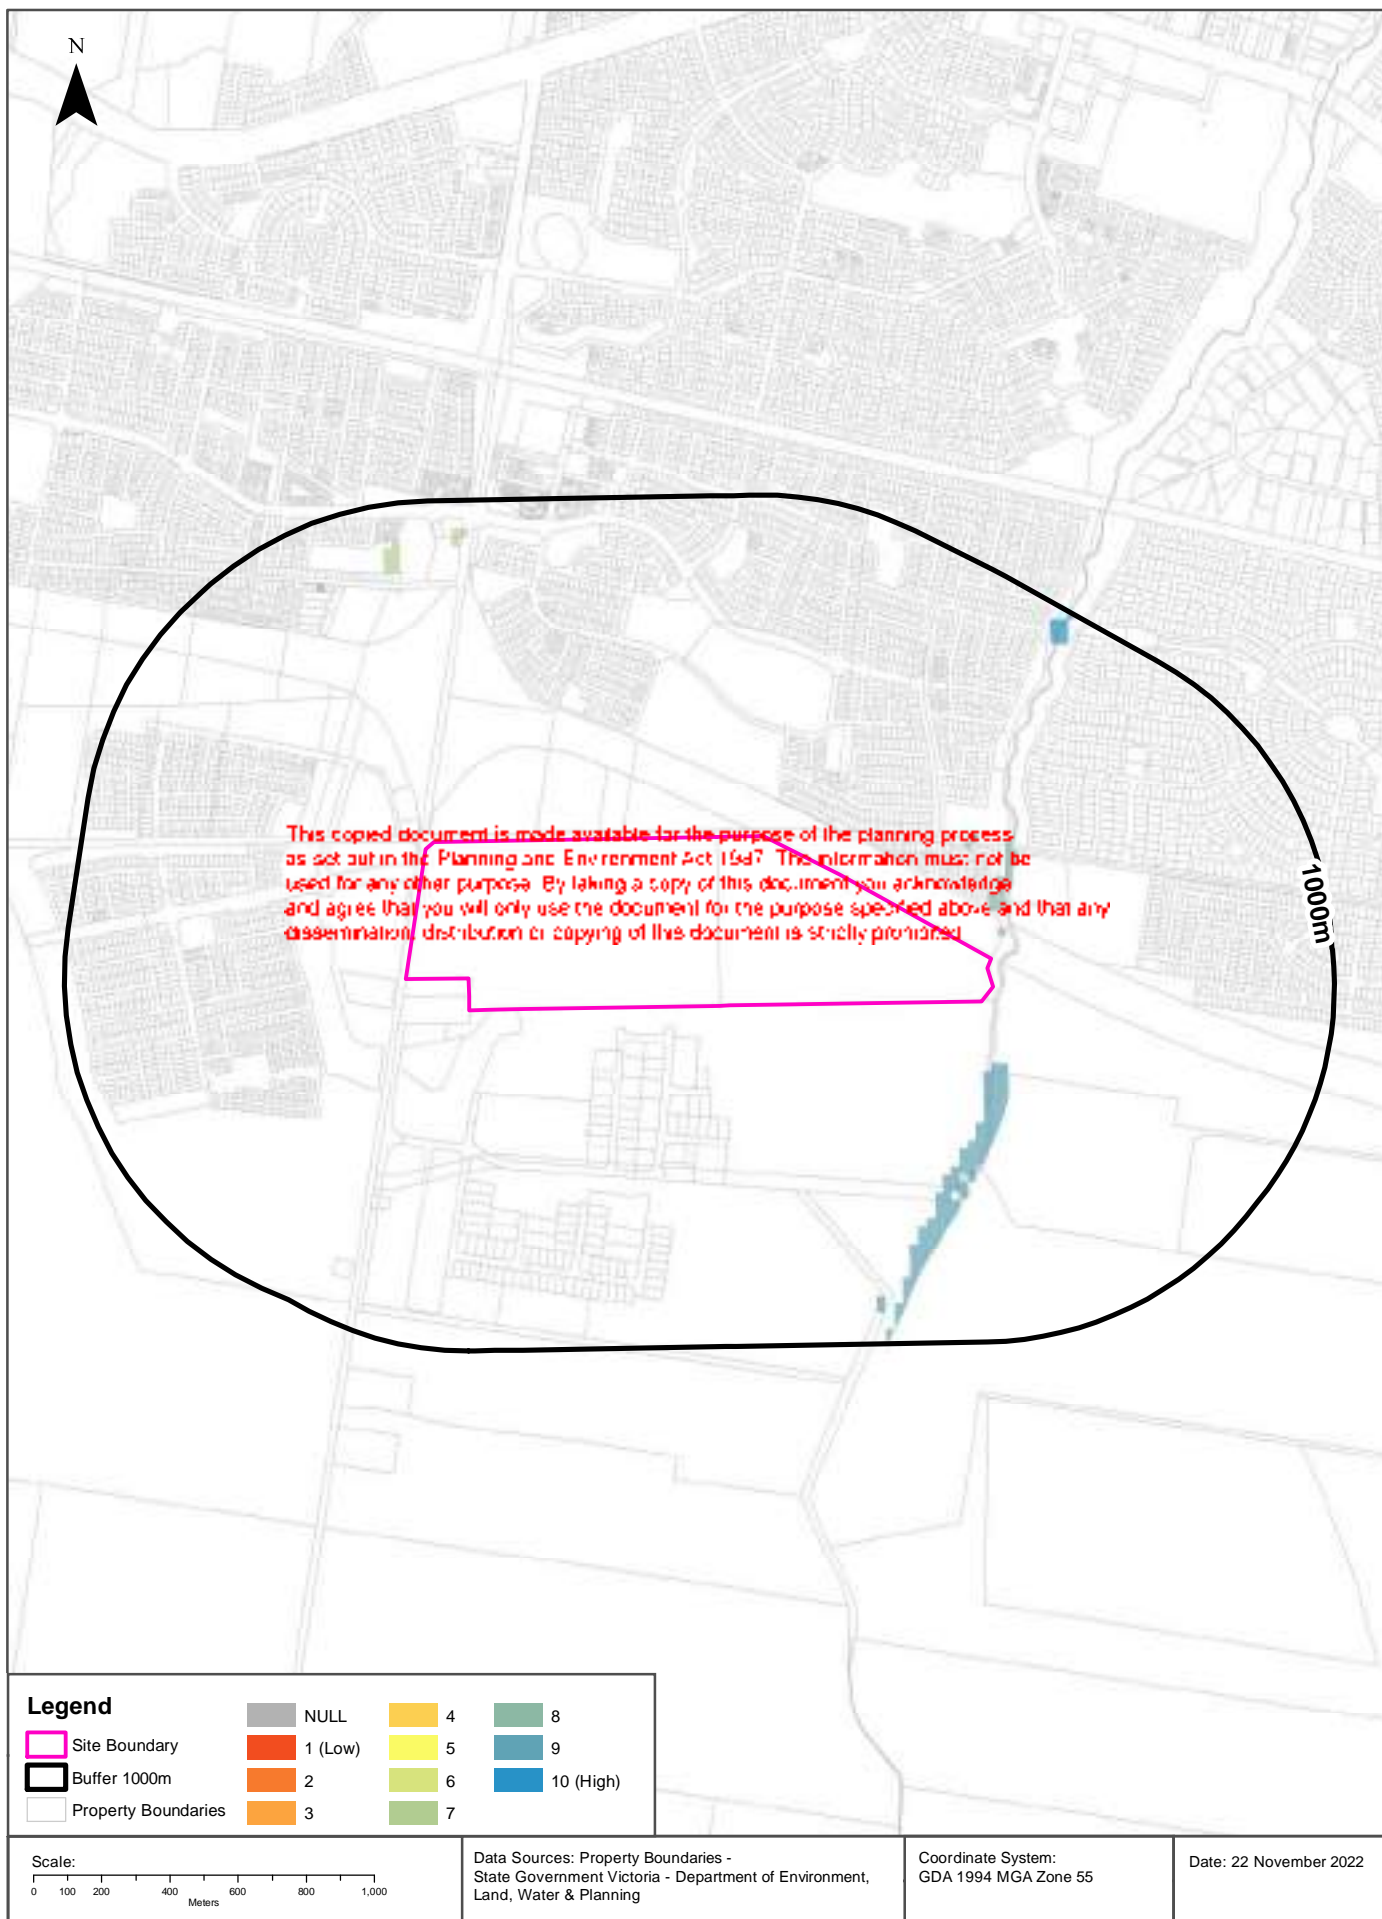 N
This copied document is made available for the purpose of the planning process
as set out in the Planning and Environment Act 1987. The information must not be
used for any other purpose. By taking a copy of this document you acknowledge
and agree that you will only use the document for the purpose specified above and that any
dissemination, distribution or copying of this document is strictly prohibited.
1000m
Legend
Site Boundary
Buffer 1000m
Property Boundaries
NULL
1 (Low)
2
3
4
5
6
7
8
9
10 (High)
Scale:
0 100 200 400 600 800 1,000
Meters
Data Sources: Property Boundaries -
State Government Victoria - Department of Environment,
Land, Water & Planning
Coordinate System:
GDA 1994 MGA Zone 55
Date: 22 November 2022